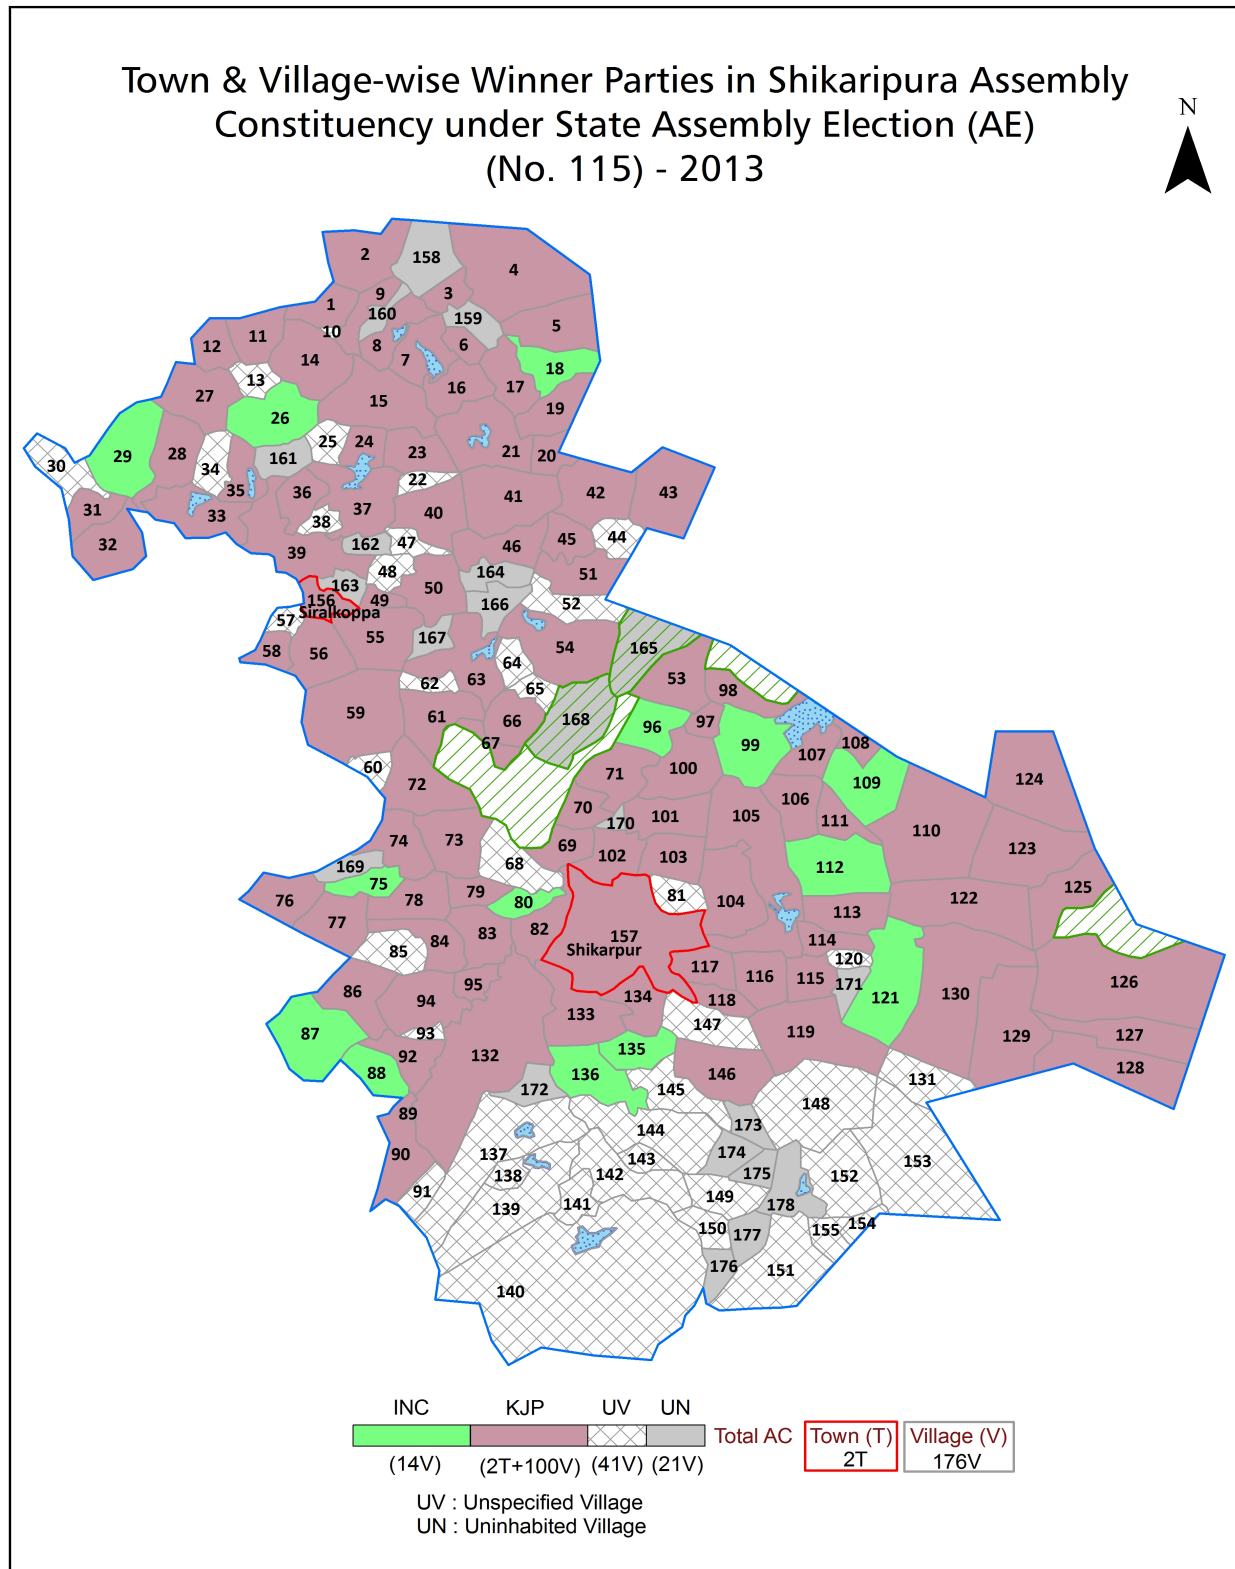 Town & Village-wise Winner Parties in Shikaripura Assembly
Constituency under State Assembly Election (AE)
(No. 115) - 2013
N
2 158 4
9 3
1 160 159
10 5
12 11 8 7 6
14 18
13 27 16 17
15 19
26
29 28 25 24 23 21 20
30 34 161
35 22
31 33 36 37 41 42 43
38 40
32 39 162 47 46 45 44
163 48 50 164 51
156 49 166 52
Siralkoppa
57 55 167
58 56 64 54 165
62 63 65 53 98
59 61 66 168 96 97
67 99 107 108
60 72 71 100 109 124
70 106
170 101 105 111 110
74 73 69 123
68 102 103 112
169 75
76 78 79 80 81 104 122 125
77 82 113
85 84 83 157 114
Shikarpur
120
117 116 115 171
86 94 95 134 118 121 130 126
87 93 133 147 119 129 127
92 132 135
88 136 146 131 128
172 145
89 148
144 173
90 137 174
143 153
138 142 175 152
91 139 141 149 178
150 177 155 154
176 151
140
INC KJP UV UN
Total AC Town (T) Village (V)
2T 176V
(14V) (2T+100V) (41V) (21V)
UV : Unspecified Village
UN : Uninhabited Village